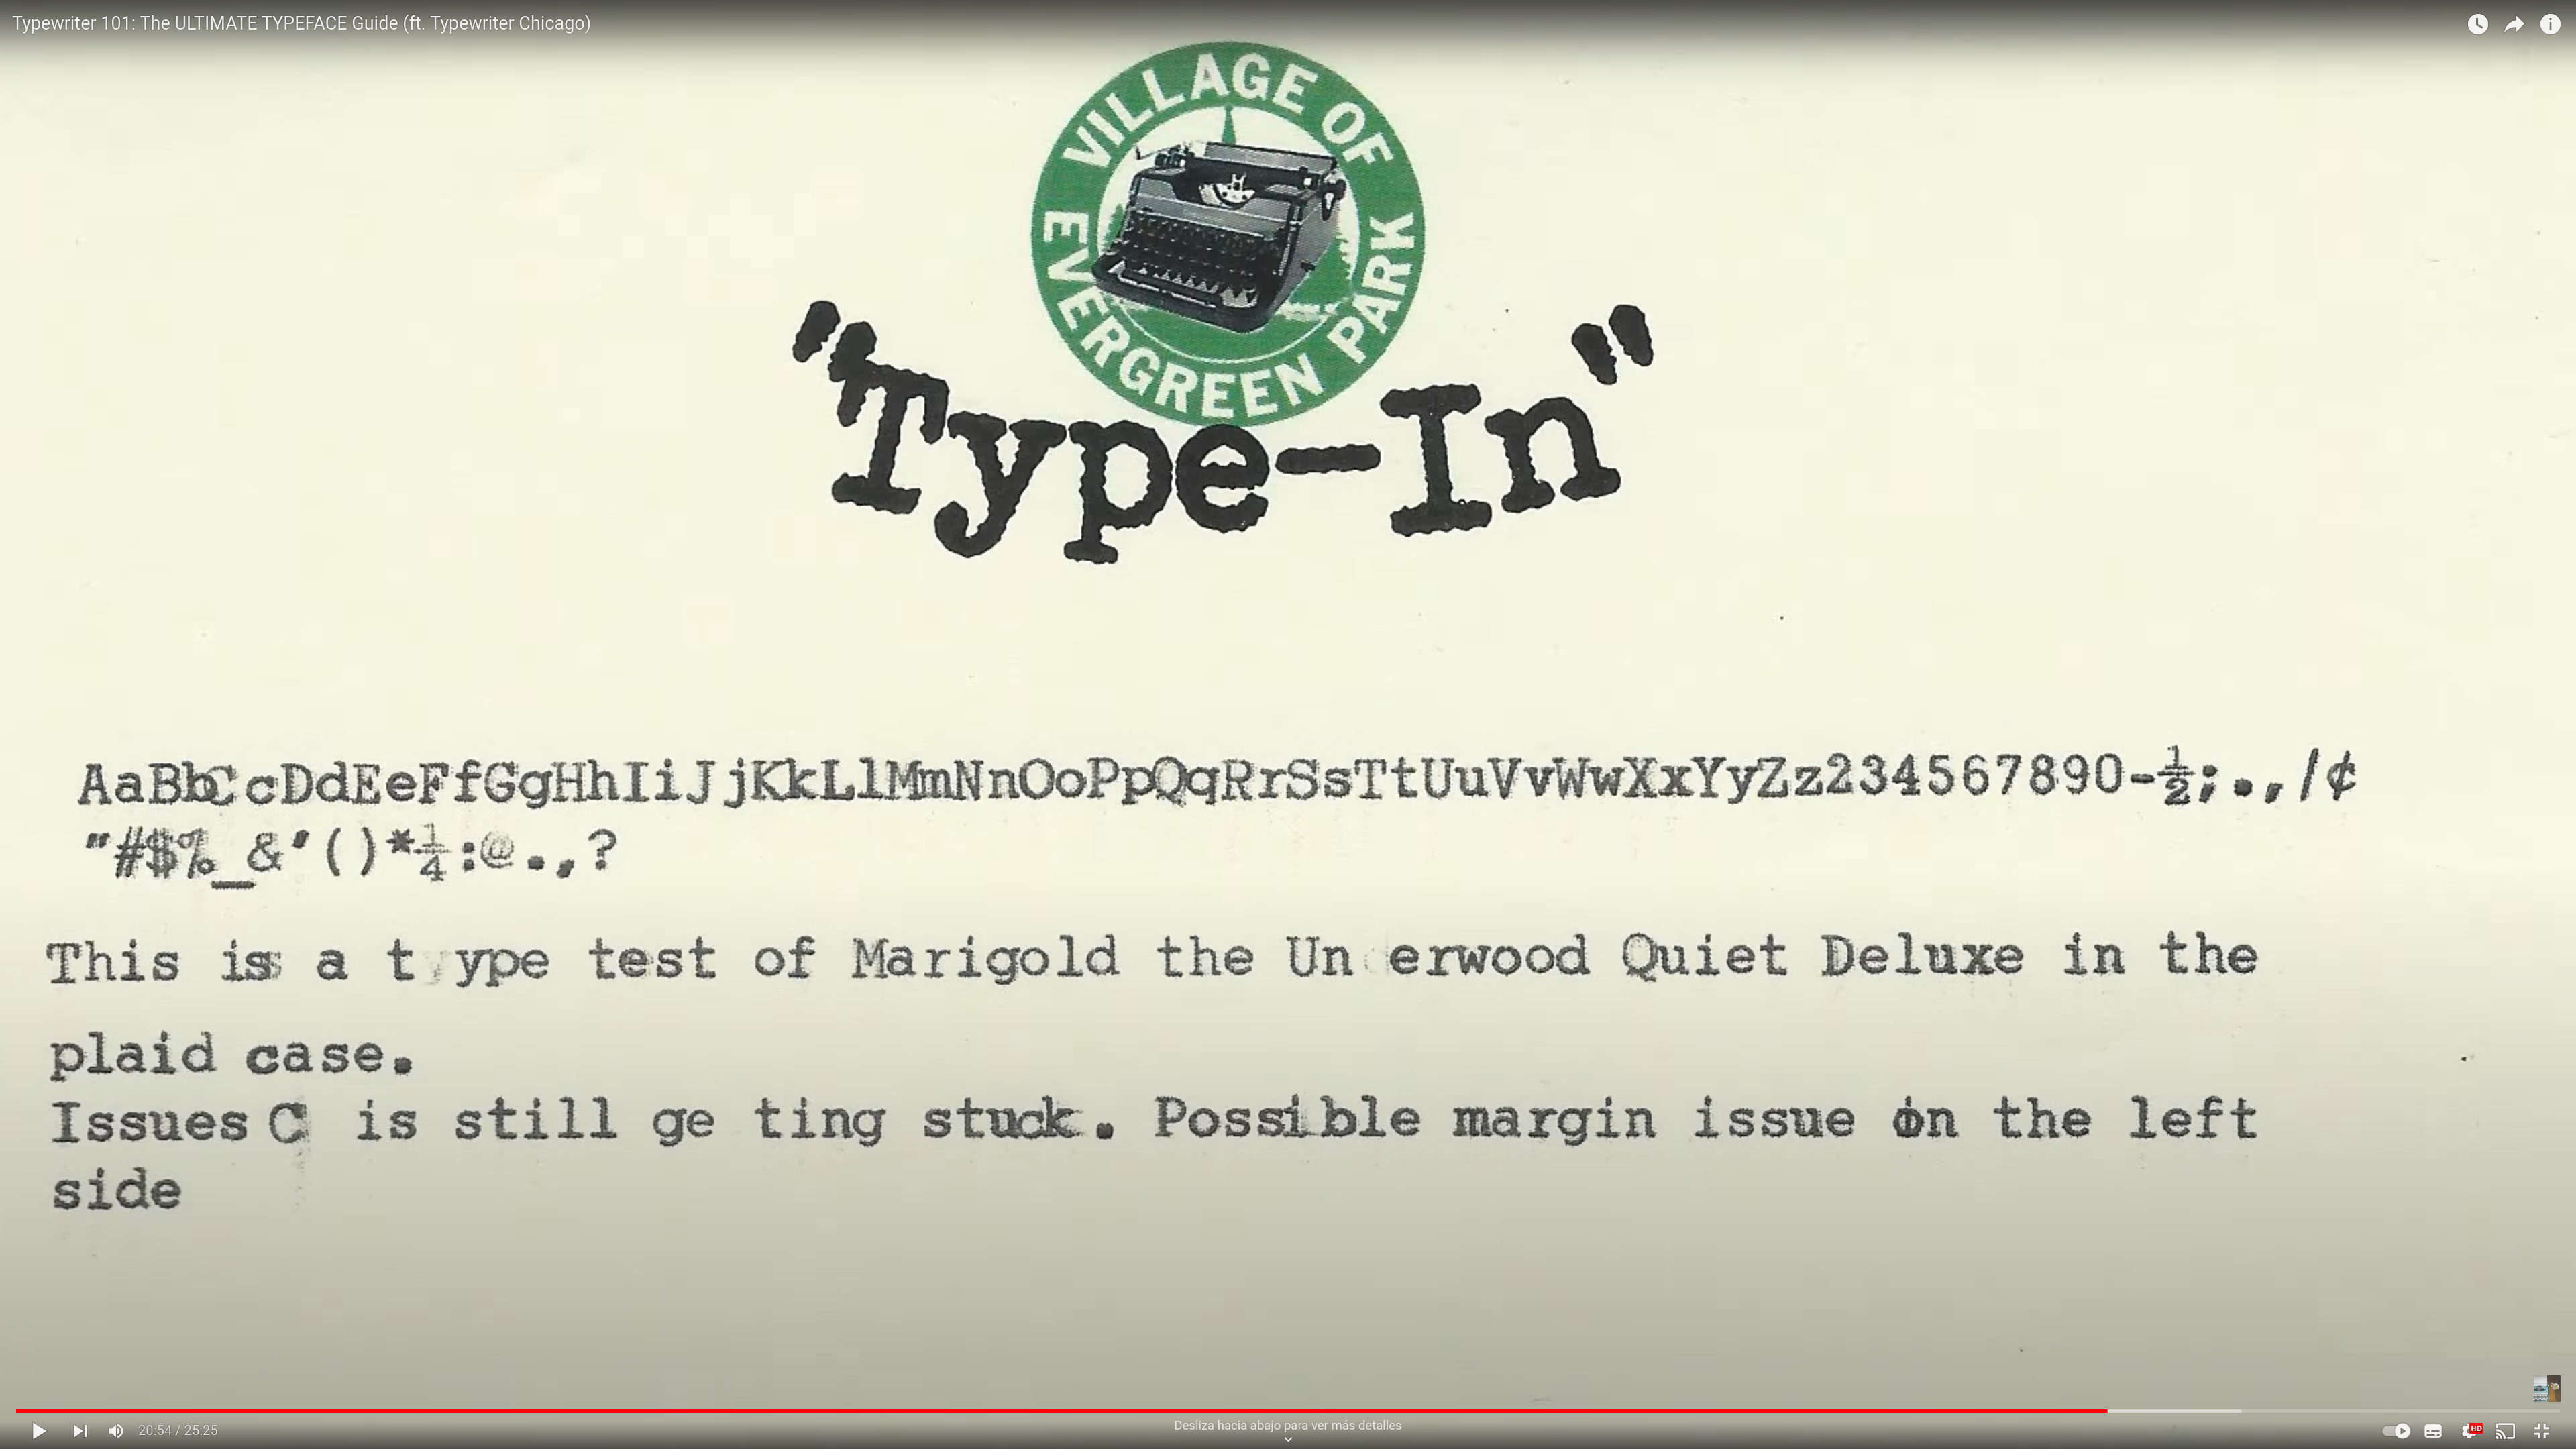 Typewriter 101: The ULTIMATE TYPEFACE Guide (ft. Typewriter Chicago)
VILLAGE OF
EVERGREEN PARK
"Type-In"
AaBbCcDdEeFfGgHhIiJjKkLlMmNnOoPpQqRrSsTtUuVvWwXxYyZz234567890-½;.,/¢
"#$%_&'()*¼:@.,?
This is a t ype test of Marigold the Un erwood Quiet Deluxe in the
plaid case.
Issues C is still ge ting stuck. Possible margin issue on the left
side
20:54 / 25:25
Desliza hacia abajo para ver más detalles
HD